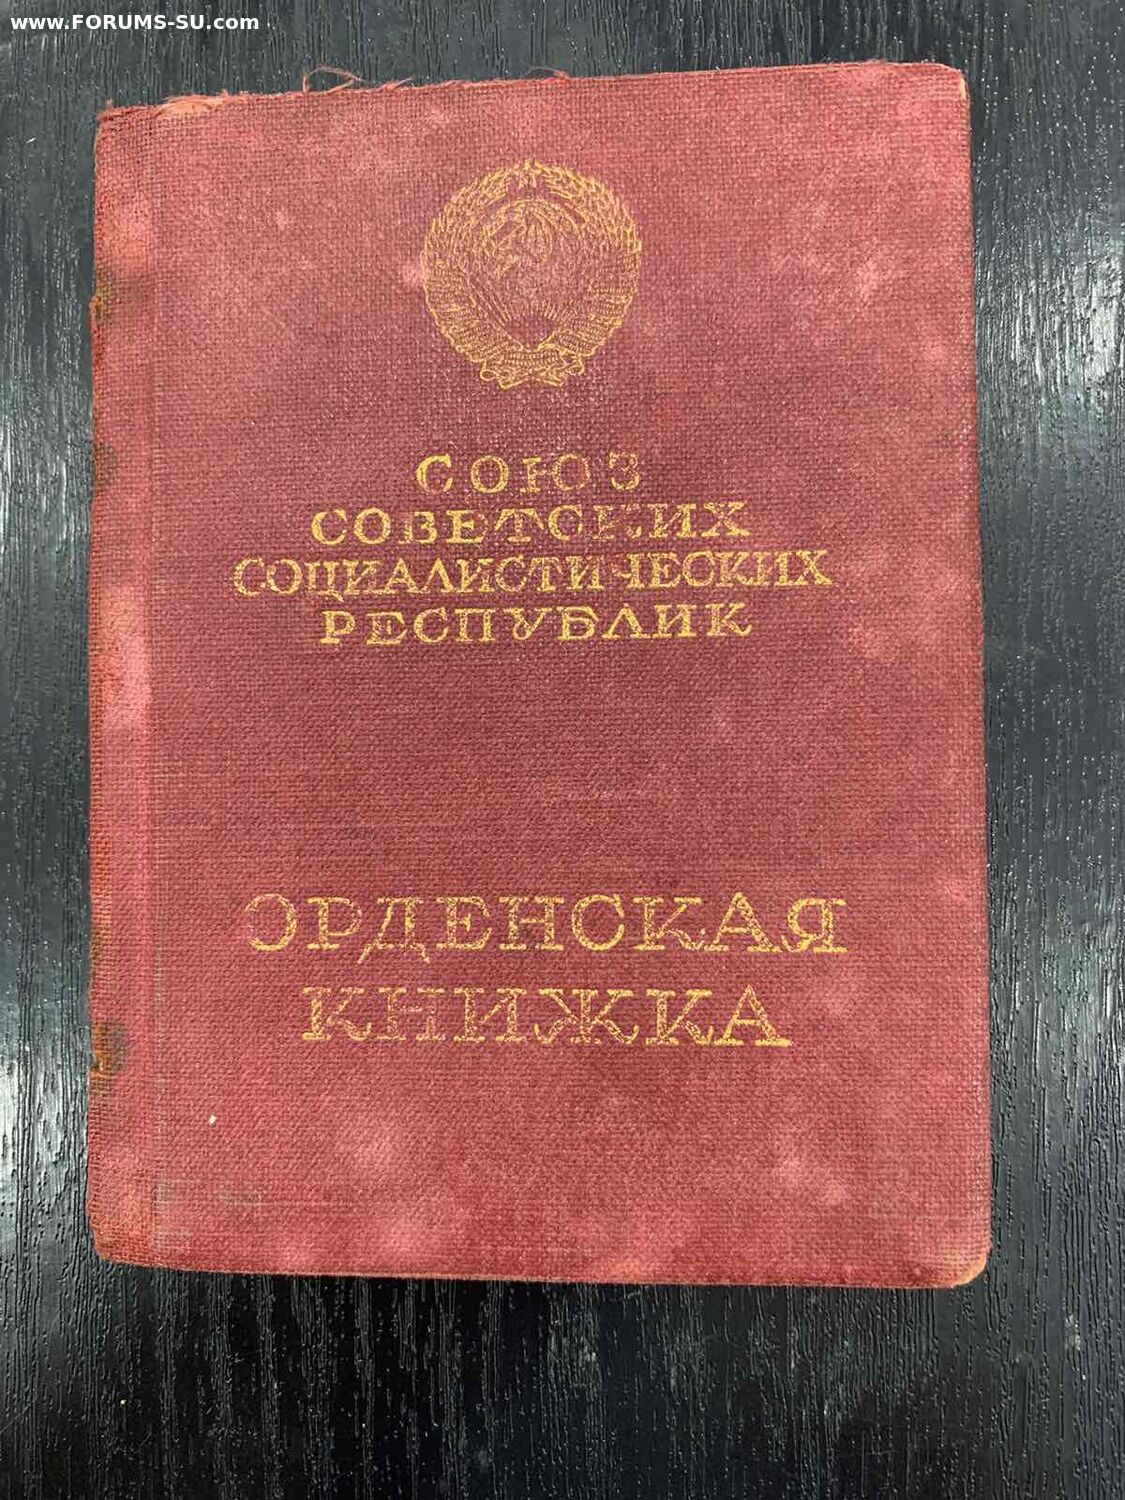 www.FORUMS-SU.com
СОЮЗ
СОВЕТСКИХ
СОЦИАЛИСТИЧЕСКИХ
РЕСПУБЛИК
ОРДЕНСКАЯ
КНИЖКА